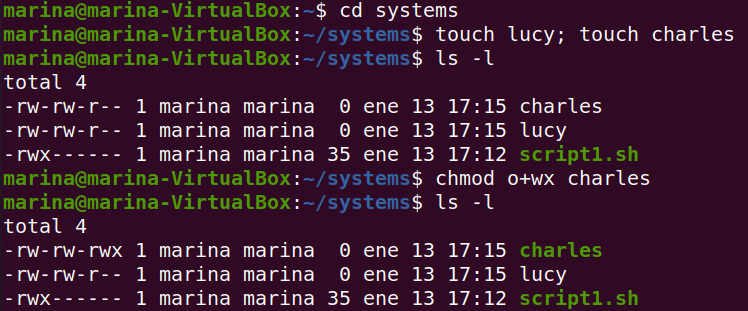 marina@marina-VirtualBox:~$ cd systems
marina@marina-VirtualBox:~/systems$ touch lucy; touch charles
marina@marina-VirtualBox:~/systems$ ls -l
total 4
-rw-rw-r-- 1 marina marina  0 ene 13 17:15 charles
-rw-rw-r-- 1 marina marina  0 ene 13 17:15 lucy
-rwx------ 1 marina marina 35 ene 13 17:12 script1.sh
marina@marina-VirtualBox:~/systems$ chmod o+wx charles
marina@marina-VirtualBox:~/systems$ ls -l
total 4
-rw-rw-rwx 1 marina marina  0 ene 13 17:15 charles
-rw-rw-r-- 1 marina marina  0 ene 13 17:15 lucy
-rwx------ 1 marina marina 35 ene 13 17:12 script1.sh